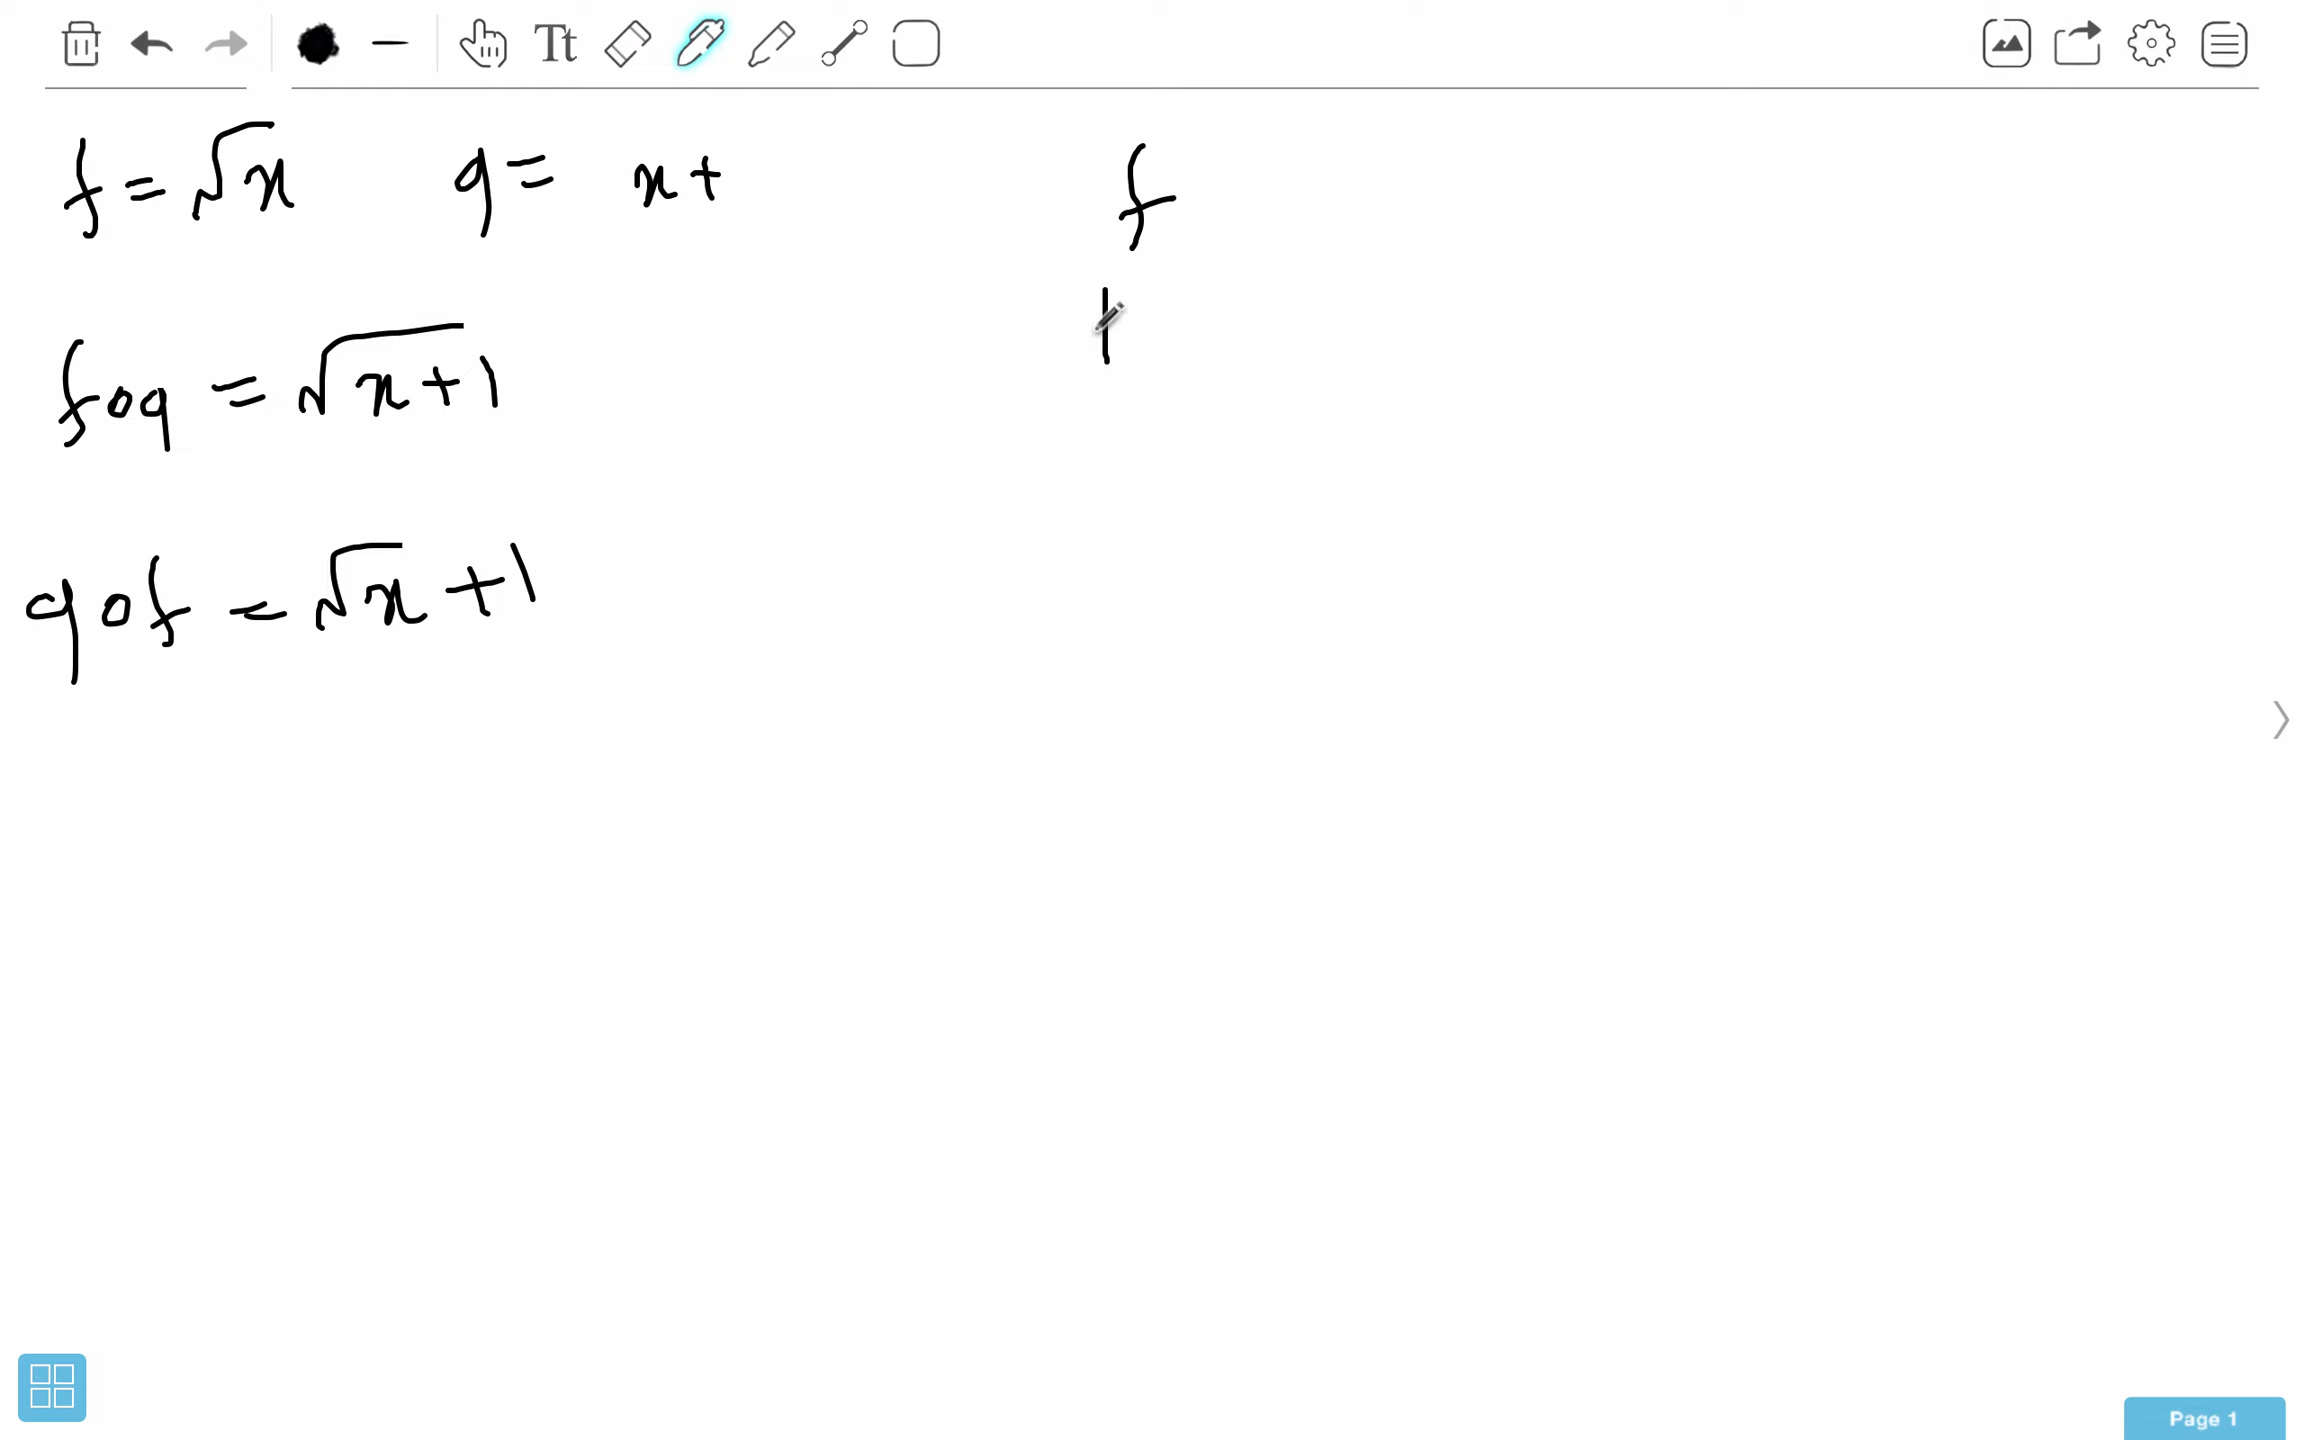 Tt
f = √x    g = x+
f
fog = √x+1
gof = √x +1
Page 1